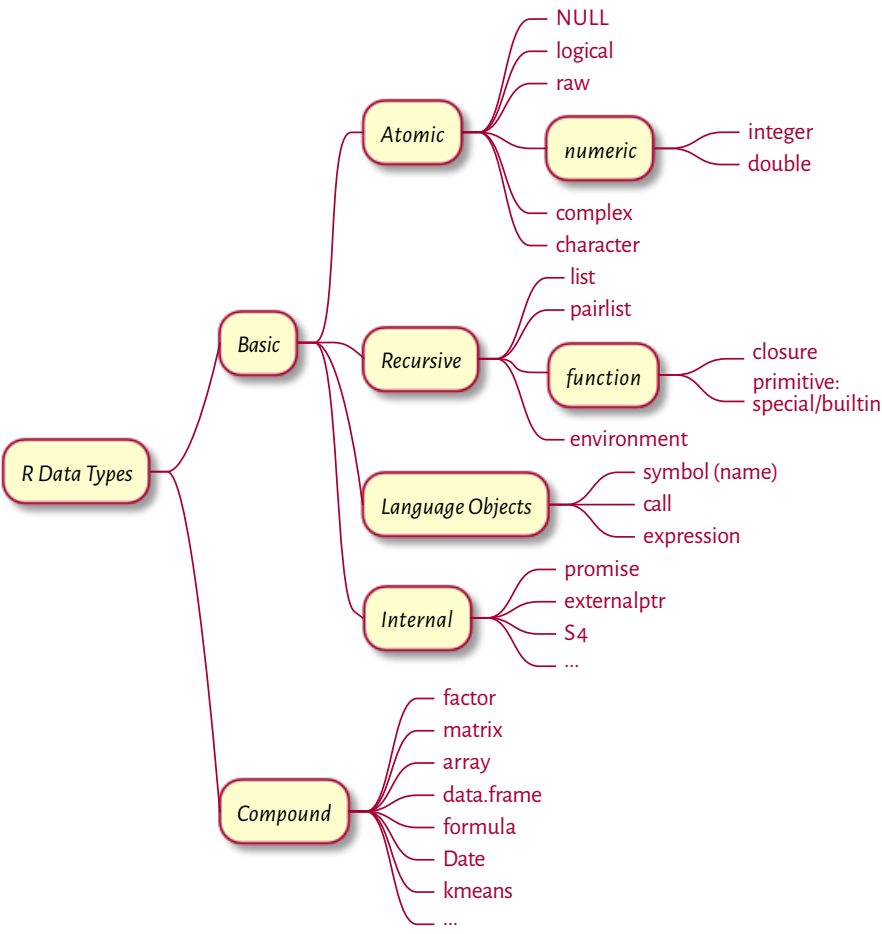 R Data Types
Basic
Atomic
NULL
logical
raw
numeric
integer
double
complex
character
Recursive
list
pairlist
function
closure
primitive:
special/builtin
environment
Language Objects
symbol (name)
call
expression
Internal
promise
externalptr
S4
...
Compound
factor
matrix
array
data.frame
formula
Date
kmeans
...